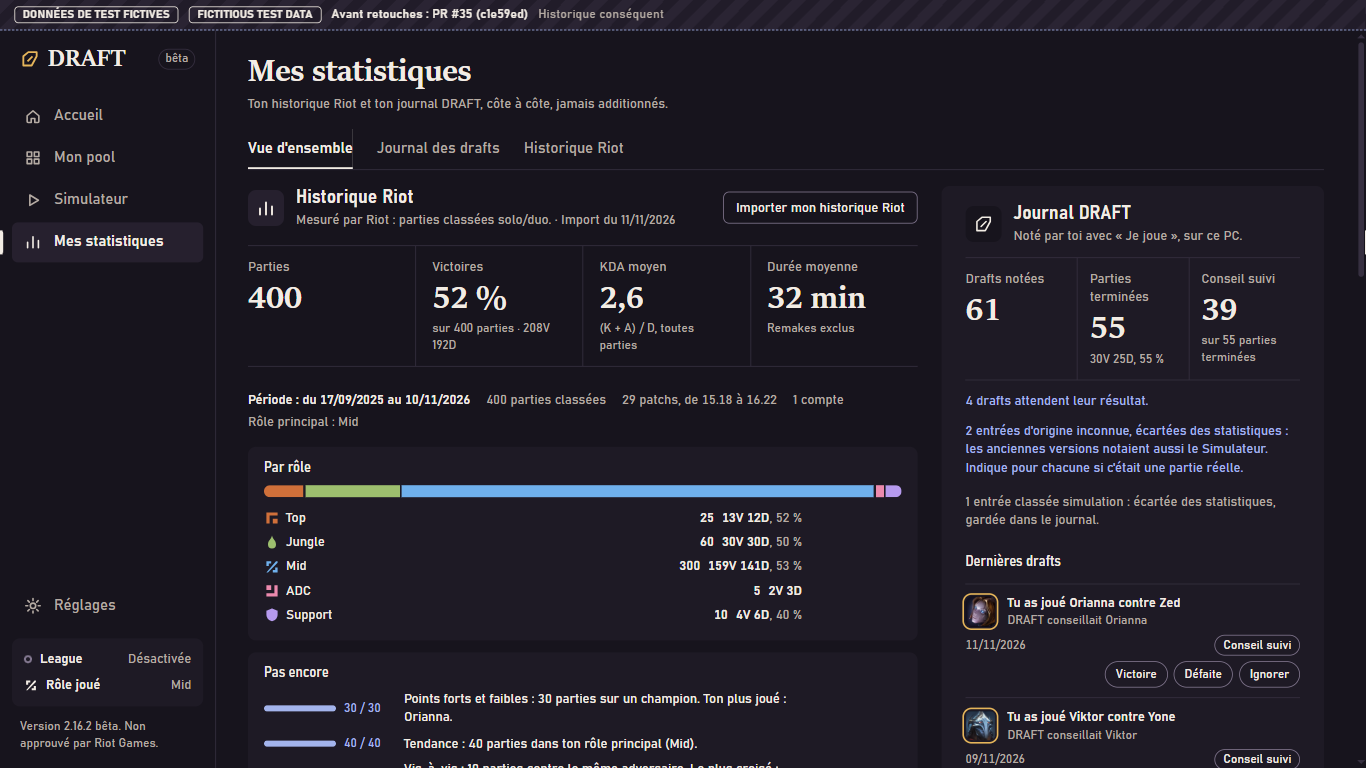 DONNÉES DE TEST FICTIVES FICTITIOUS TEST DATA Avant retouches : PR #35 (c1e59ed) Historique conséquent
DRAFT bêta
Accueil
Mon pool
Simulateur
Mes statistiques
Réglages
League Désactivée
Rôle joué Mid
Version 2.16.2 bêta. Non
approuvé par Riot Games.
Mes statistiques
Ton historique Riot et ton journal DRAFT, côte à côte, jamais additionnés.
Vue d'ensemble Journal des drafts Historique Riot
Historique Riot
Mesuré par Riot : parties classées solo/duo. · Import du 11/11/2026
Importer mon historique Riot
Parties
400
Victoires
52 %
sur 400 parties · 208V
192D
KDA moyen
2,6
(K + A) / D, toutes
parties
Durée moyenne
32 min
Remakes exclus
Période : du 17/09/2025 au 10/11/2026 400 parties classées 29 patchs, de 15.18 à 16.22 1 compte
Rôle principal : Mid
Par rôle
Top 25 13V 12D, 52 %
Jungle 60 30V 30D, 50 %
Mid 300 159V 141D, 53 %
ADC 5 2V 3D
Support 10 4V 6D, 40 %
Pas encore
30 / 30 Points forts et faibles : 30 parties sur un champion. Ton plus joué :
Orianna.
40 / 40 Tendance : 40 parties dans ton rôle principal (Mid).
Vis-à-vis : 10 parties contre le même adversaire. Le plus croisé :
Journal DRAFT
Noté par toi avec « Je joue », sur ce PC.
Drafts notées
61
Parties
terminées
55
30V 25D, 55 %
Conseil suivi
39
sur 55 parties
terminées
4 drafts attendent leur résultat.
2 entrées d'origine inconnue, écartées des statistiques :
les anciennes versions notaient aussi le Simulateur.
Indique pour chacune si c'était une partie réelle.
1 entrée classée simulation : écartée des statistiques,
gardée dans le journal.
Dernières drafts
Tu as joué Orianna contre Zed
DRAFT conseillait Orianna
11/11/2026 Conseil suivi
Victoire Défaite Ignorer
Tu as joué Viktor contre Yone
DRAFT conseillait Viktor
09/11/2026 Conseil suivi